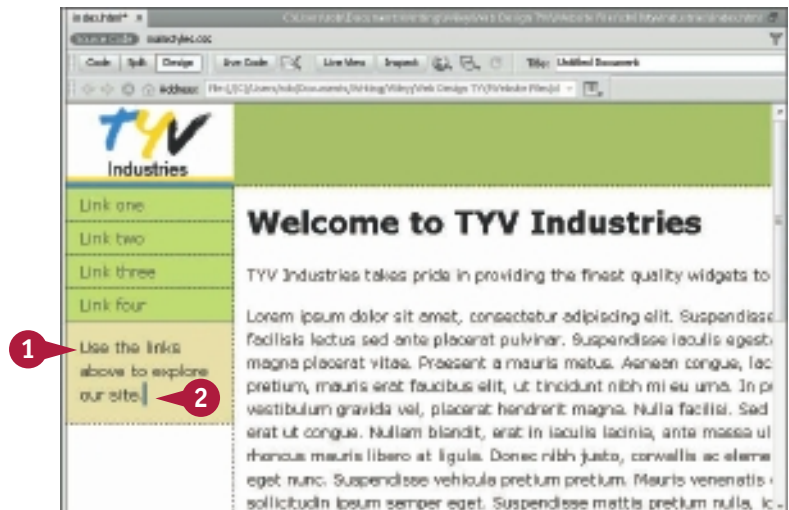 index.html* x
Source Code mainstyles.css
Code Split Design Live Code Live View Inspect Title: Untitled Document
Address:
TYV
Industries
Link one
Link two
Link three
Link four
1
Use the links
above to explore
our site.
2
Welcome to TYV Industries
TYV Industries takes pride in providing the finest quality widgets to
Lorem ipsum dolor sit amet, consectetur adipiscing elit. Suspendisse
facilisis lectus sed ante placerat pulvinar. Suspendisse iaculis egest
magna placerat vitae. Praesent a mauris metus. Aenean congue, lac
pretium, mauris erat faucibus elit, ut tincidunt nibh mi eu urna. In
vestibulum gravida vel, placerat hendrerit magna. Nulla facilisi. Sed
erat ut congue. Nullam blandit, erat in iaculis lacinia, ante massa ul
rhoncus mauris libero at ligula. Donec nibh justo, convallis ac eleme
eget nunc. Suspendisse vehicula pretium pretium. Mauris venenatis
sollicitudin ipsum semper eget. Suspendisse mattis pretium nulla,